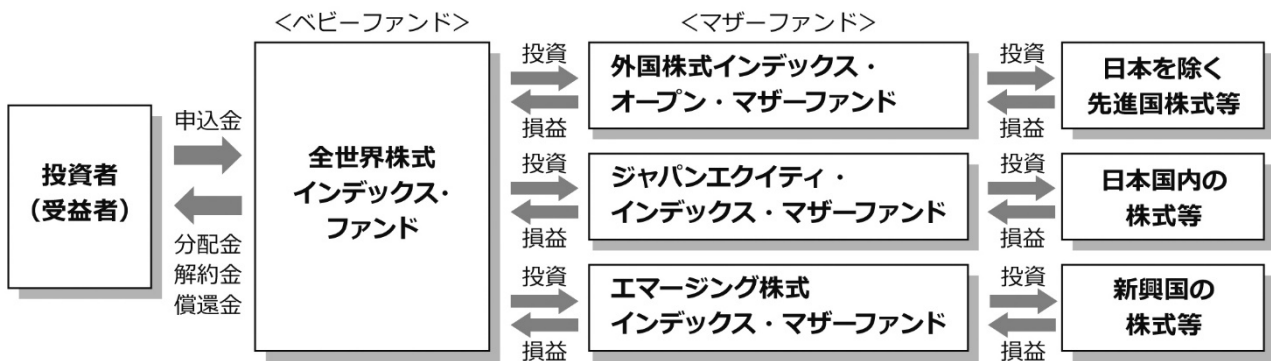 <ベビーファンド>
<マザーファンド>
投資者
（受益者）
申込金
分配金
解約金
償還金
全世界株式
インデックス・
ファンド
投資
損益
外国株式インデックス・
オープン・マザーファンド
投資
損益
日本を除く
先進国株式等
投資
損益
ジャパンエクイティ・
インデックス・マザーファンド
投資
損益
日本国内の
株式等
投資
損益
エマージング株式
インデックス・マザーファンド
投資
損益
新興国の
株式等